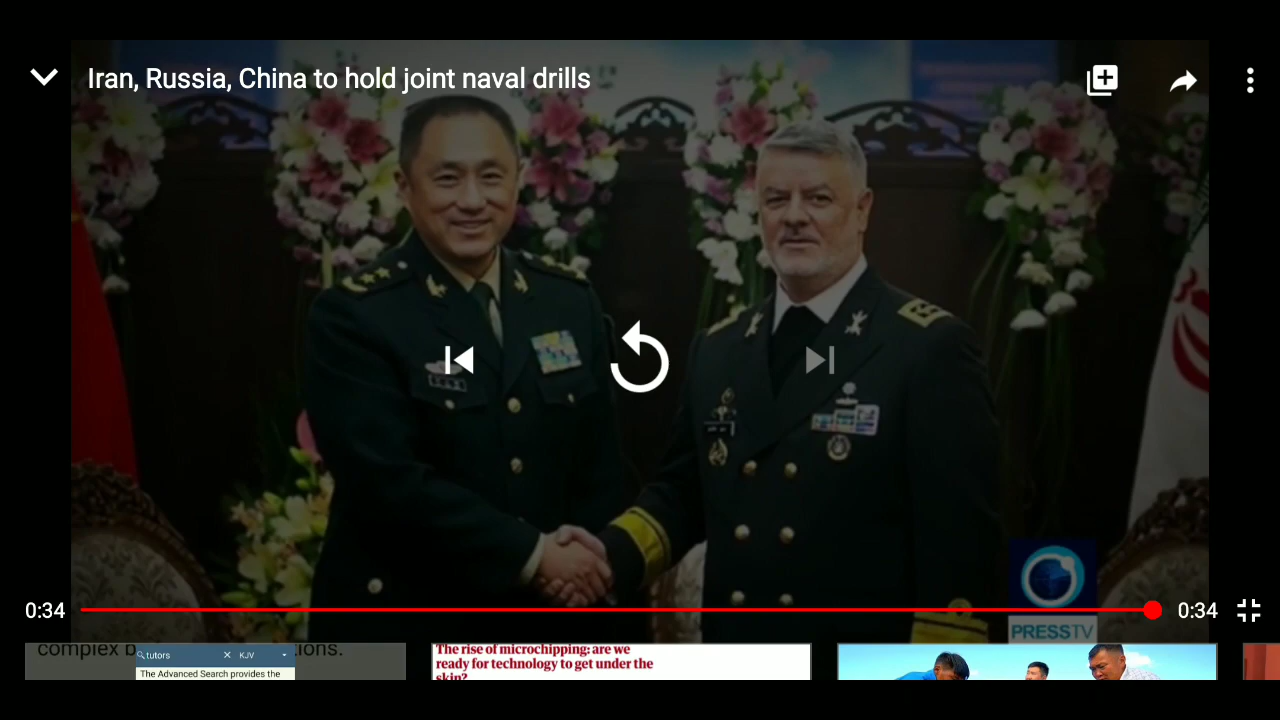 Iran, Russia, China to hold joint naval drills
0:34
0:34
PRESSTV
complex
tutors
KJV
The Advanced Search provides the
The rise of microchipping: are we
ready for technology to get under the
skin?